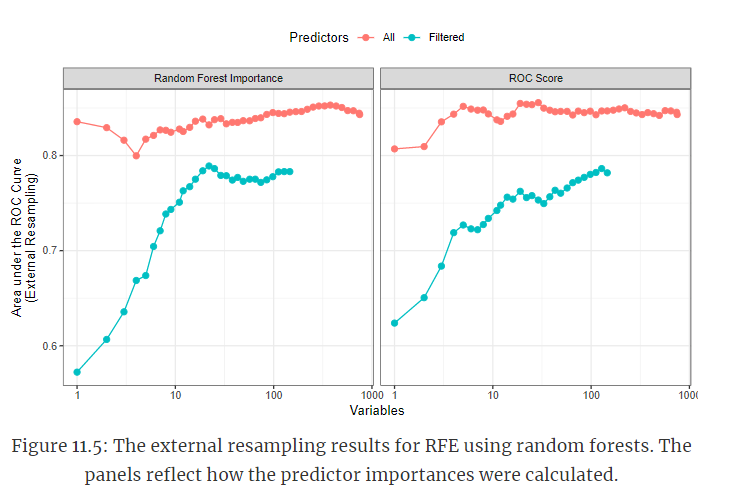 Predictors All Filtered
Random Forest Importance ROC Score
Area under the ROC Curve
(External Resampling)
0.8
0.7
0.6
1 10 100 1000 1 10 100 1000
Variables
Figure 11.5: The external resampling results for RFE using random forests. The
panels reflect how the predictor importances were calculated.